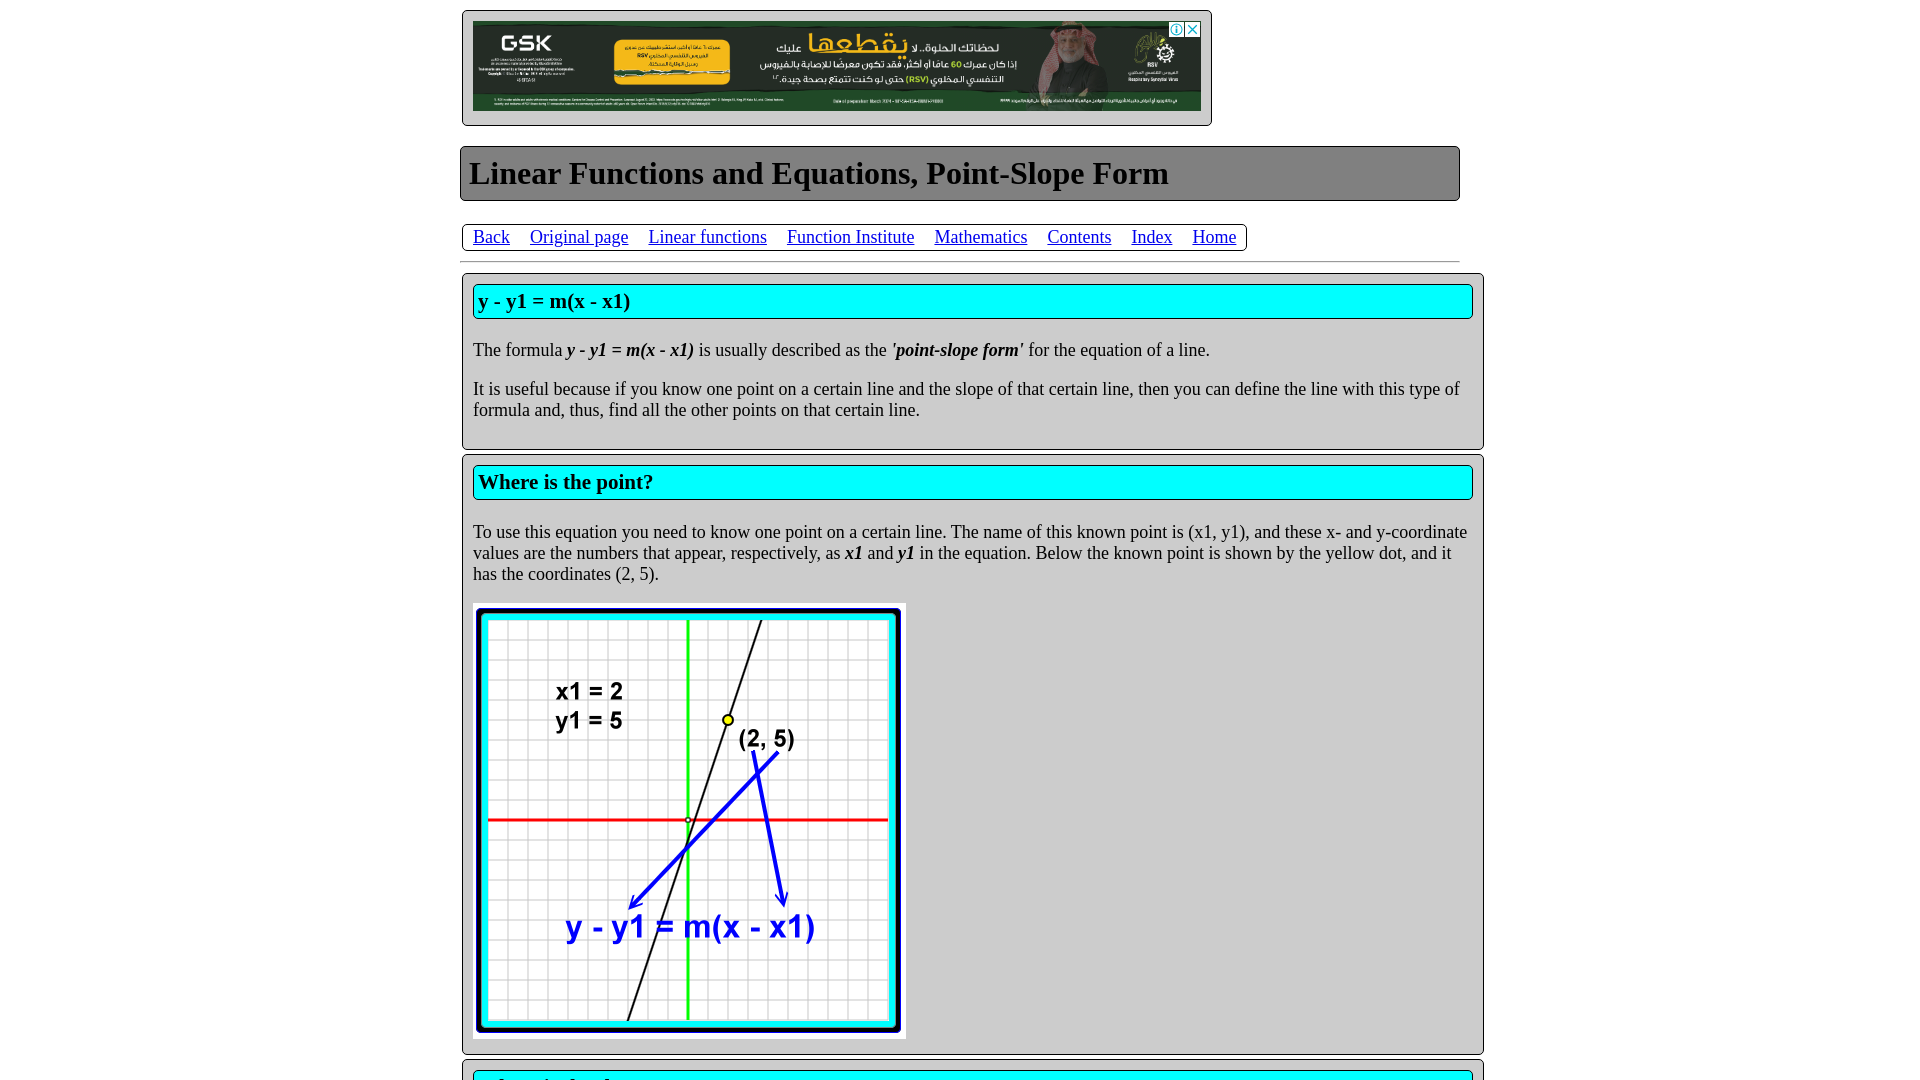 GSK
لحظاتك الحلوة.. لا يقطعها عليك
إذا كان عمرك 60 عامًا أو أكثر، فقد تكون معرضًا للإصابة بالفيروس
التنفسي المخلوي (RSV) حتى لو كنت تتمتع بصحة جيدة.
RSV
Linear Functions and Equations, Point-Slope Form
Back Original page Linear functions Function Institute Mathematics Contents Index Home
y - y1 = m(x - x1)
The formula y - y1 = m(x - x1) is usually described as the 'point-slope form' for the equation of a line.
It is useful because if you know one point on a certain line and the slope of that certain line, then you can define the line with this type of
formula and, thus, find all the other points on that certain line.
Where is the point?
To use this equation you need to know one point on a certain line. The name of this known point is (x1, y1), and these x- and y-coordinate
values are the numbers that appear, respectively, as x1 and y1 in the equation. Below the known point is shown by the yellow dot, and it
has the coordinates (2, 5).
x1 = 2
y1 = 5
(2, 5)
y - y1 = m(x - x1)